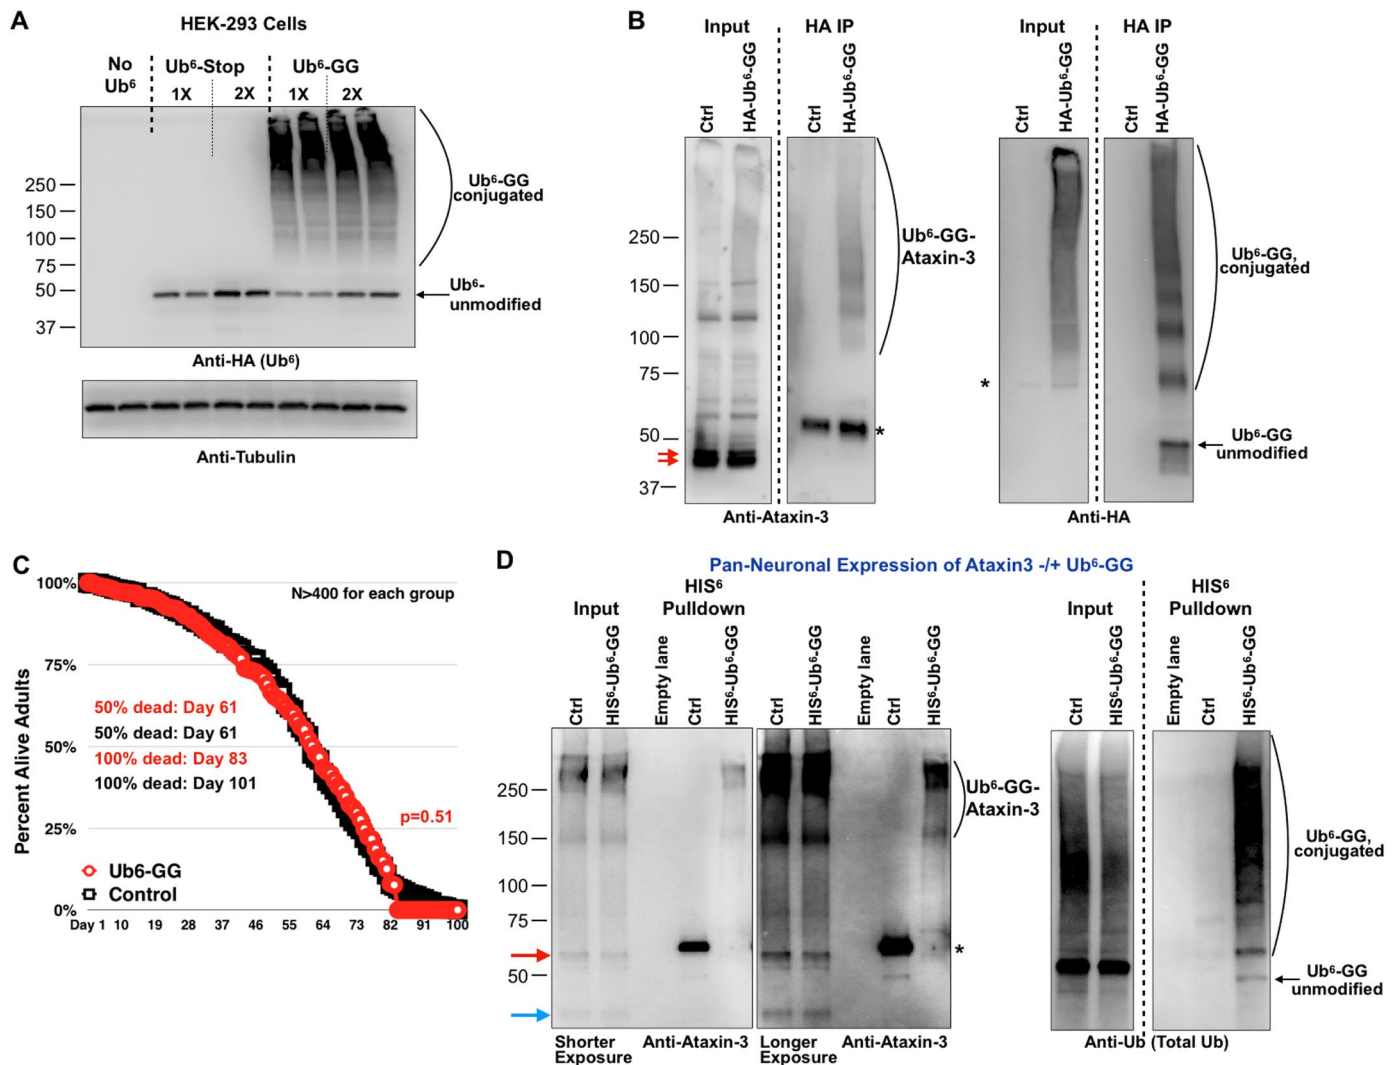 A
HEK-293 Cells
No
Ub⁶
Ub⁶-Stop
Ub⁶-GG
1X
2X
1X
2X
250
150
100
75
50
37
Ub⁶-GG
conjugated
Ub⁶-
unmodified
Anti-HA (Ub⁶)
Anti-Tubulin
B
Input
HA IP
Ctrl
HA-Ub⁶-GG
Ctrl
HA-Ub⁶-GG
250
150
100
75
50
37
Ub⁶-GG-
Ataxin-3
*
Anti-Ataxin-3
Input
HA IP
Ctrl
HA-Ub⁶-GG
Ctrl
HA-Ub⁶-GG
*
Ub⁶-GG,
conjugated
Ub⁶-GG
unmodified
Anti-HA
C
Percent Alive Adults
100%
75%
50%
25%
0%
N>400 for each group
50% dead: Day 61
50% dead: Day 61
100% dead: Day 83
100% dead: Day 101
p=0.51
Ub6-GG
Control
Day 1 10 19 28 37 46 55 64 73 82 91 100
D
Pan-Neuronal Expression of Ataxin3 -/+ Ub⁶-GG
Input
HIS⁶
Pulldown
Ctrl
HIS⁶-Ub⁶-GG
Empty lane
Ctrl
HIS⁶-Ub⁶-GG
Ctrl
HIS⁶-Ub⁶-GG
Empty lane
Ctrl
HIS⁶-Ub⁶-GG
250
150
100
75
50
Ub⁶-GG-
Ataxin-3
*
Shorter
Exposure
Anti-Ataxin-3
Longer
Exposure
Anti-Ataxin-3
Input
HIS⁶
Pulldown
Ctrl
HIS⁶-Ub⁶-GG
Empty lane
Ctrl
HIS⁶-Ub⁶-GG
Ub⁶-GG,
conjugated
Ub⁶-GG
unmodified
Anti-Ub (Total Ub)